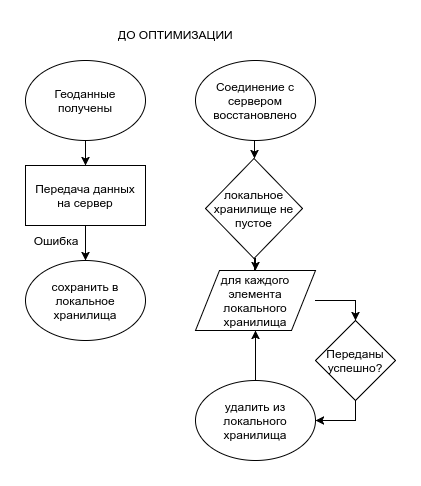 ДО ОПТИМИЗАЦИИ
Геоданные
получены
Передача данных
на сервер
Ошибка
сохранить в
локальное
хранилища
Соединение с
сервером
восстановлено
локальное
хранилище не
пустое
для каждого
элемента
локального
хранилища
Переданы
успешно?
удалить из
локального
хранилища